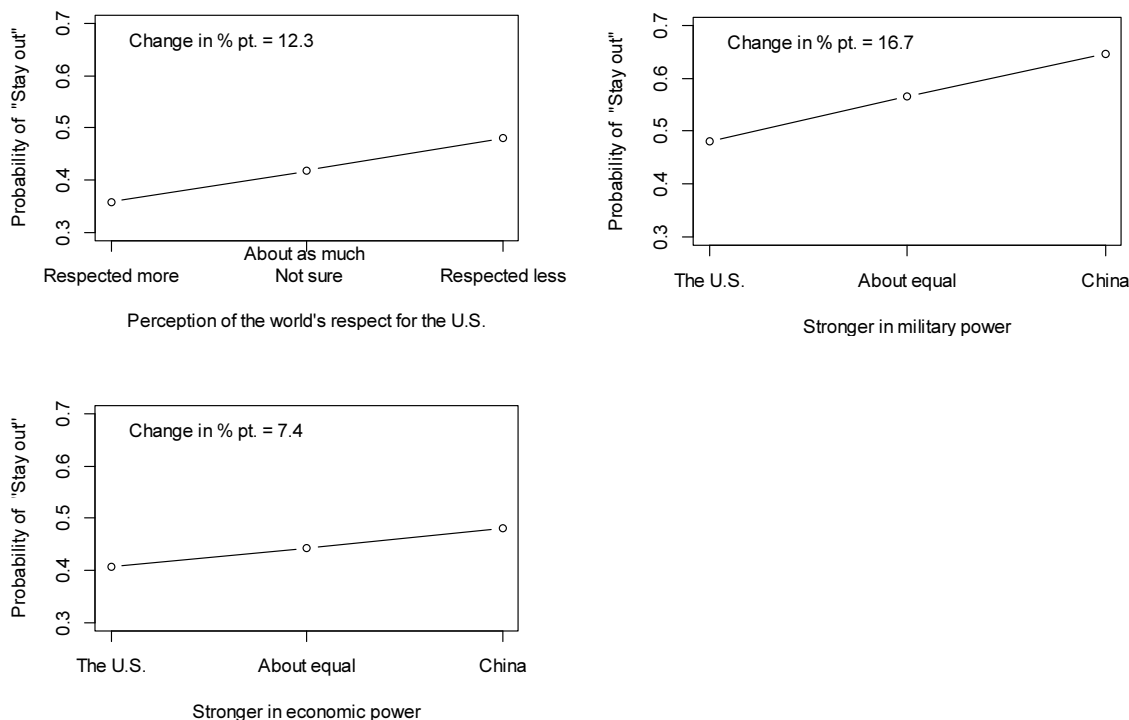 Change in % pt. = 12.3
0.7
0.6
0.5
0.4
0.3
Probability of "Stay out"
About as much
Respected more Not sure Respected less
Perception of the world's respect for the U.S.
Change in % pt. = 16.7
0.7
0.6
0.5
0.4
0.3
Probability of "Stay out"
The U.S. About equal China
Stronger in military power
Change in % pt. = 7.4
0.7
0.6
0.5
0.4
0.3
Probability of "Stay out"
The U.S. About equal China
Stronger in economic power